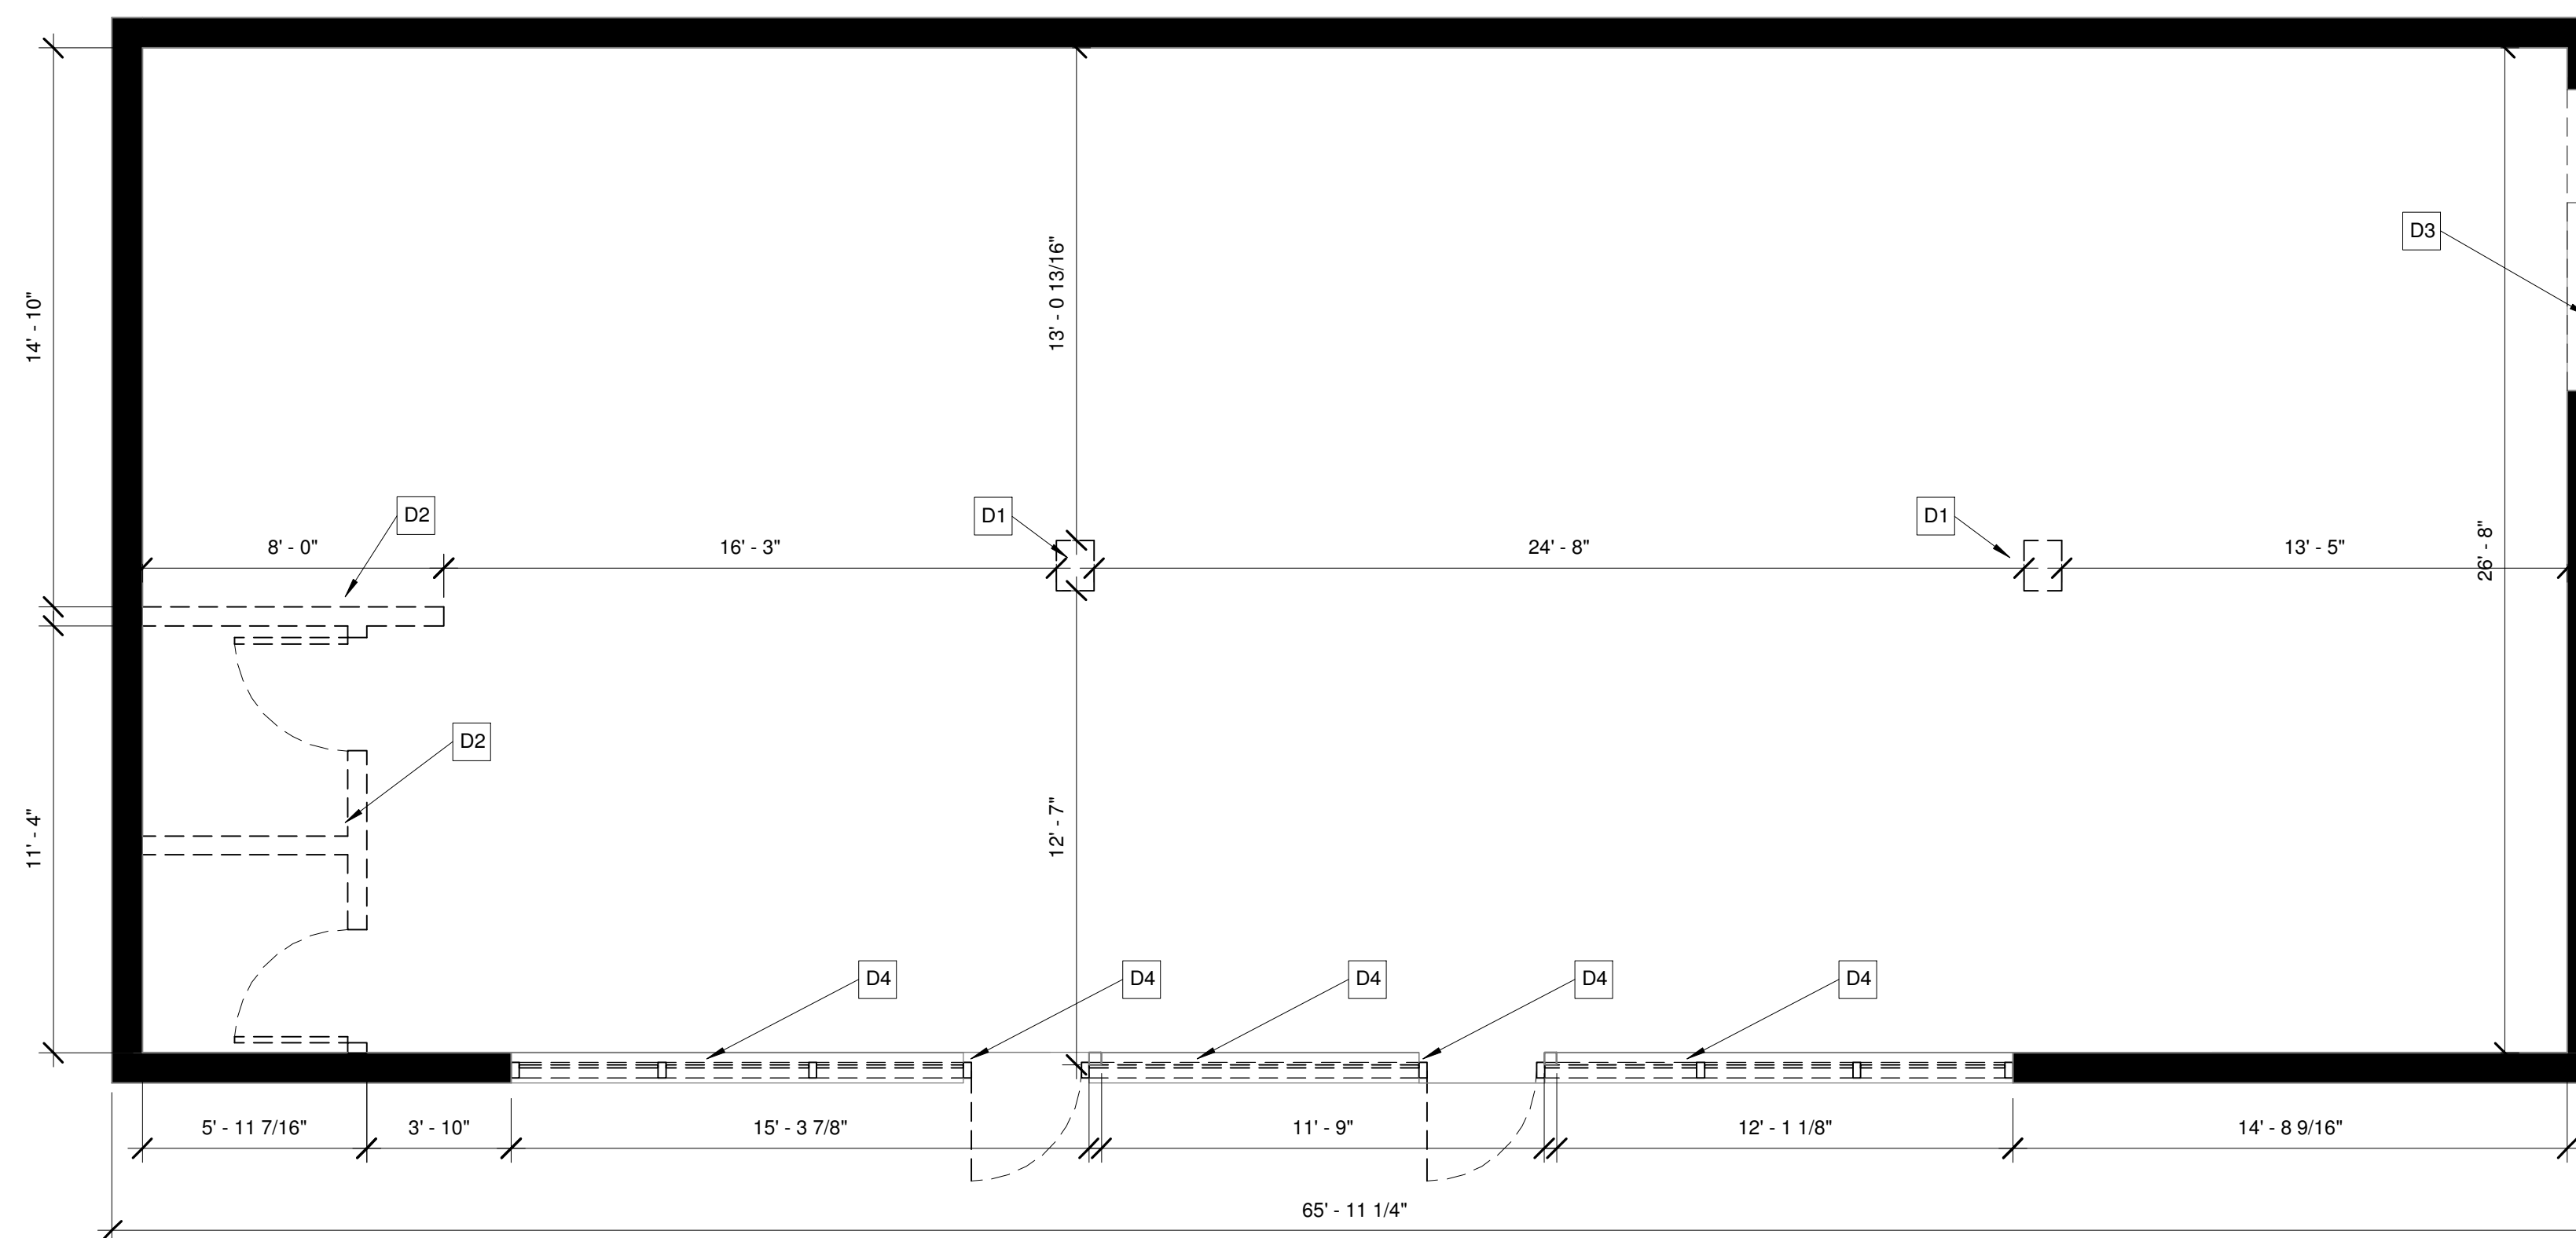 D3
13' - 0 13/16"
14' - 10"
D2
D1
D1
8' - 0"
16' - 3"
24' - 8"
13' - 5"
26' - 8"
D2
11' - 4"
12' - 7"
D4
D4
D4
D4
D4
5' - 11 7/16"
3' - 10"
15' - 3 7/8"
11' - 9"
12' - 1 1/8"
14' - 8 9/16"
65' - 11 1/4"